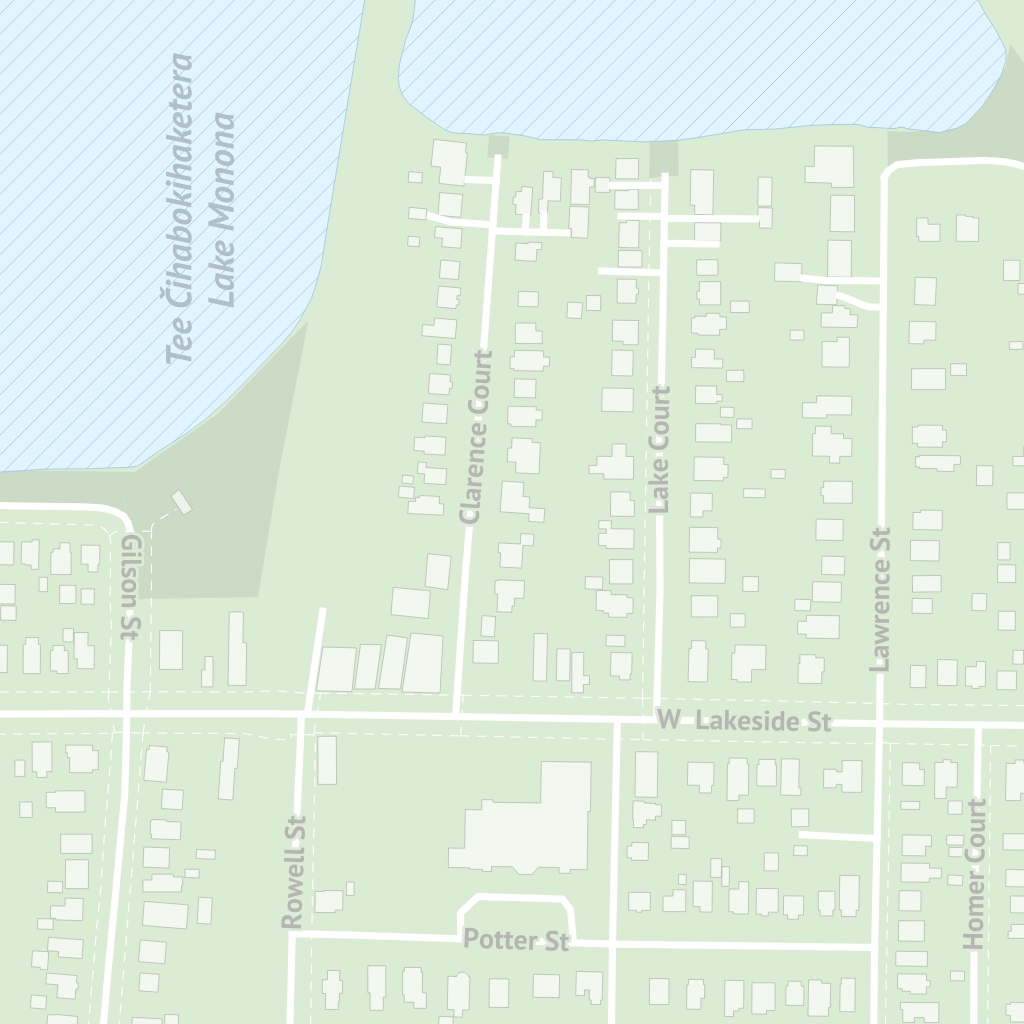 Tee Čihabokihaketera
Lake Monona
Clarence Court
Lake Court
Lawrence St
Gilson St
W Lakeside St
Rowell St
Homer Court
Potter St